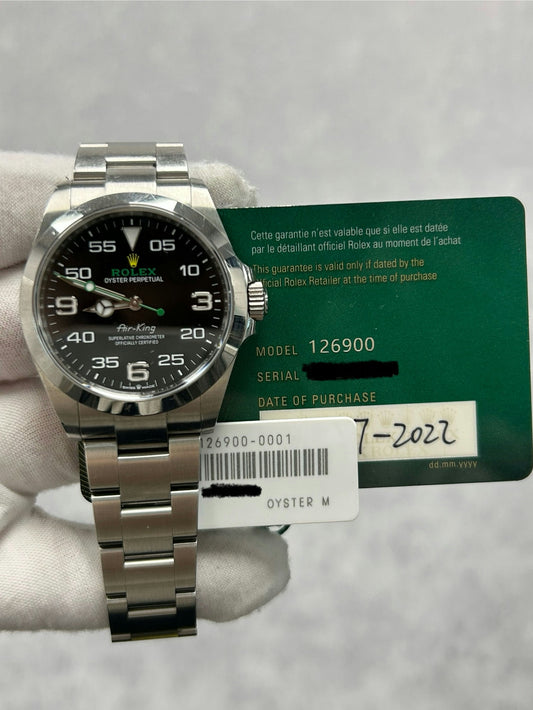 55 05
50 10
ROLEX
OYSTER PERPETUAL
9 3
Air-King
SUPERLATIVE CHRONOMETER
OFFICIALLY CERTIFIED
40 20
35 25
6
Cette garantie n'est valable que si elle est datée
par le détaillant officiel Rolex au moment de l'achat
This guarantee is valid only if dated by the
Official Rolex Retailer at the time of purchase
MODEL 126900
SERIAL
DATE OF PURCHASE
7-2022
dd.mm.yyyy
126900-0001
OYSTER M